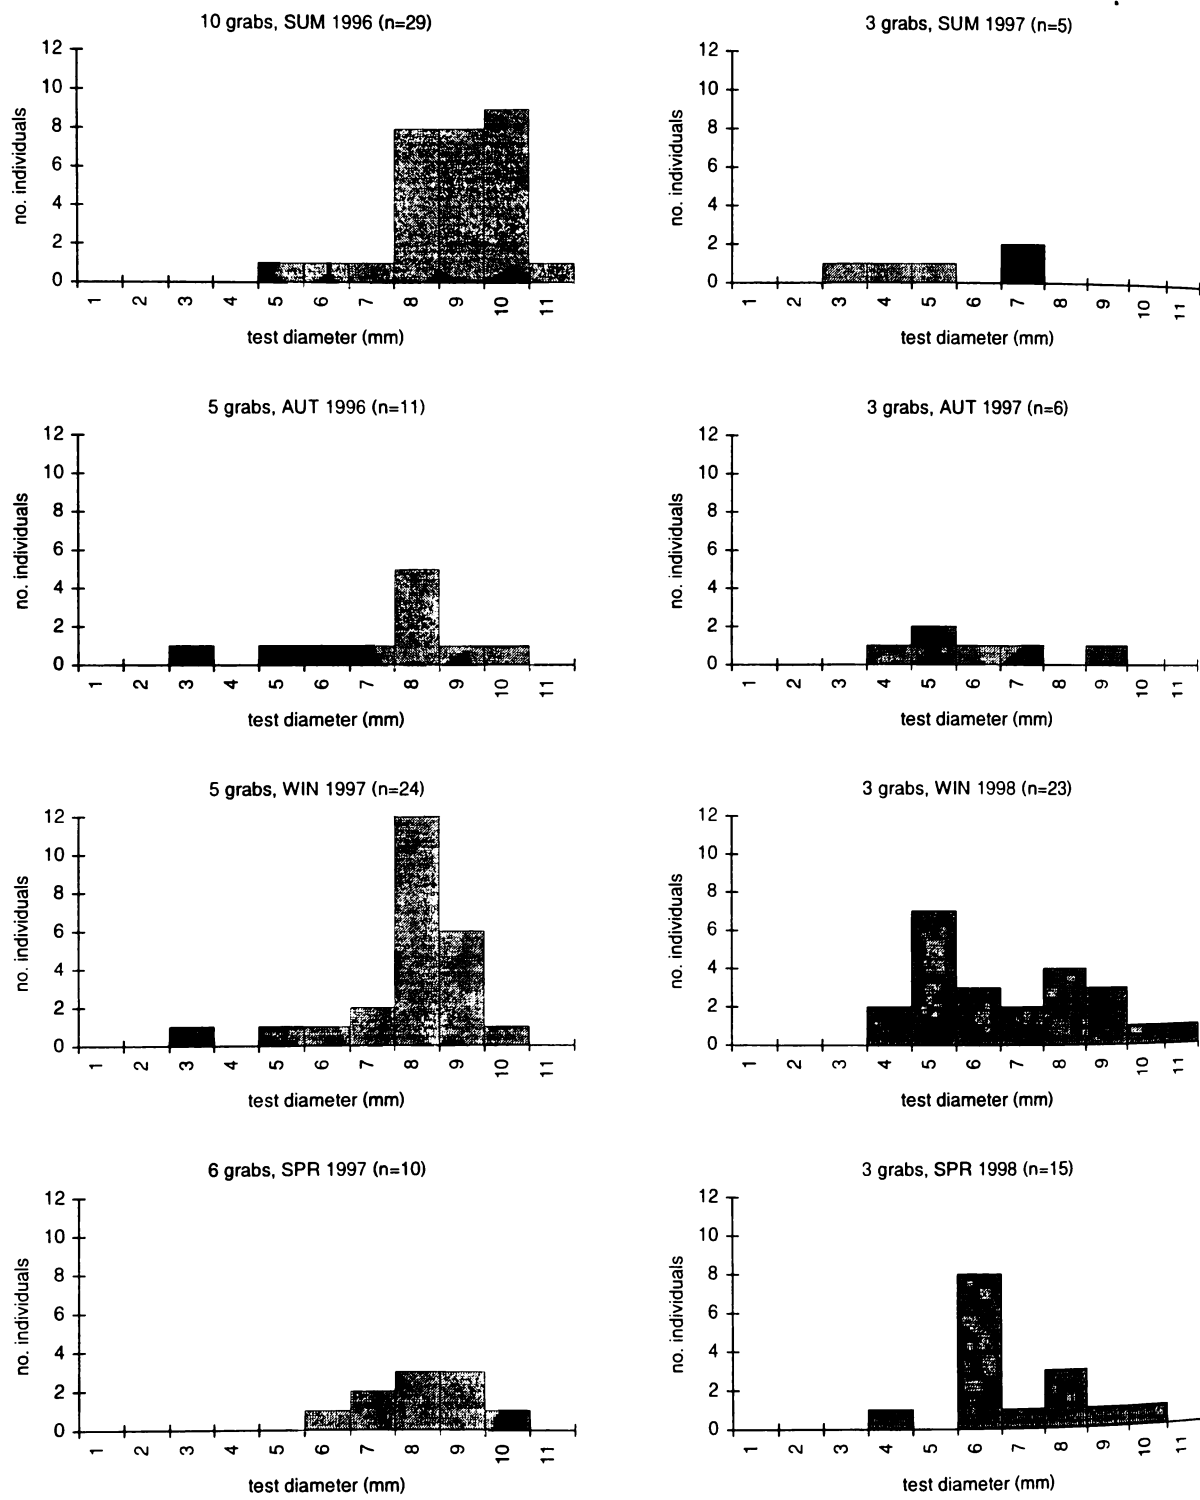 10 grabs, SUM 1996 (n=29)
12
10
8
6
4
2
0
no. individuals
1 2 3 4 5 6 7 8 9 10 11
test diameter (mm)
3 grabs, SUM 1997 (n=5)
12
10
8
6
4
2
0
no. individuals
1 2 3 4 5 6 7 8 9 10 11
test diameter (mm)
5 grabs, AUT 1996 (n=11)
12
10
8
6
4
2
0
no. individuals
1 2 3 4 5 6 7 8 9 10 11
test diameter (mm)
3 grabs, AUT 1997 (n=6)
12
10
8
6
4
2
0
no. individuals
1 2 3 4 5 6 7 8 9 10 11
test diameter (mm)
5 grabs, WIN 1997 (n=24)
12
10
8
6
4
2
0
no. individuals
1 2 3 4 5 6 7 8 9 10 11
test diameter (mm)
3 grabs, WIN 1998 (n=23)
12
10
8
6
4
2
0
no. individuals
1 2 3 4 5 6 7 8 9 10 11
test diameter (mm)
6 grabs, SPR 1997 (n=10)
12
10
8
6
4
2
0
no. individuals
1 2 3 4 5 6 7 8 9 10 11
test diameter (mm)
3 grabs, SPR 1998 (n=15)
12
10
8
6
4
2
0
no. individuals
1 2 3 4 5 6 7 8 9 10 11
test diameter (mm)